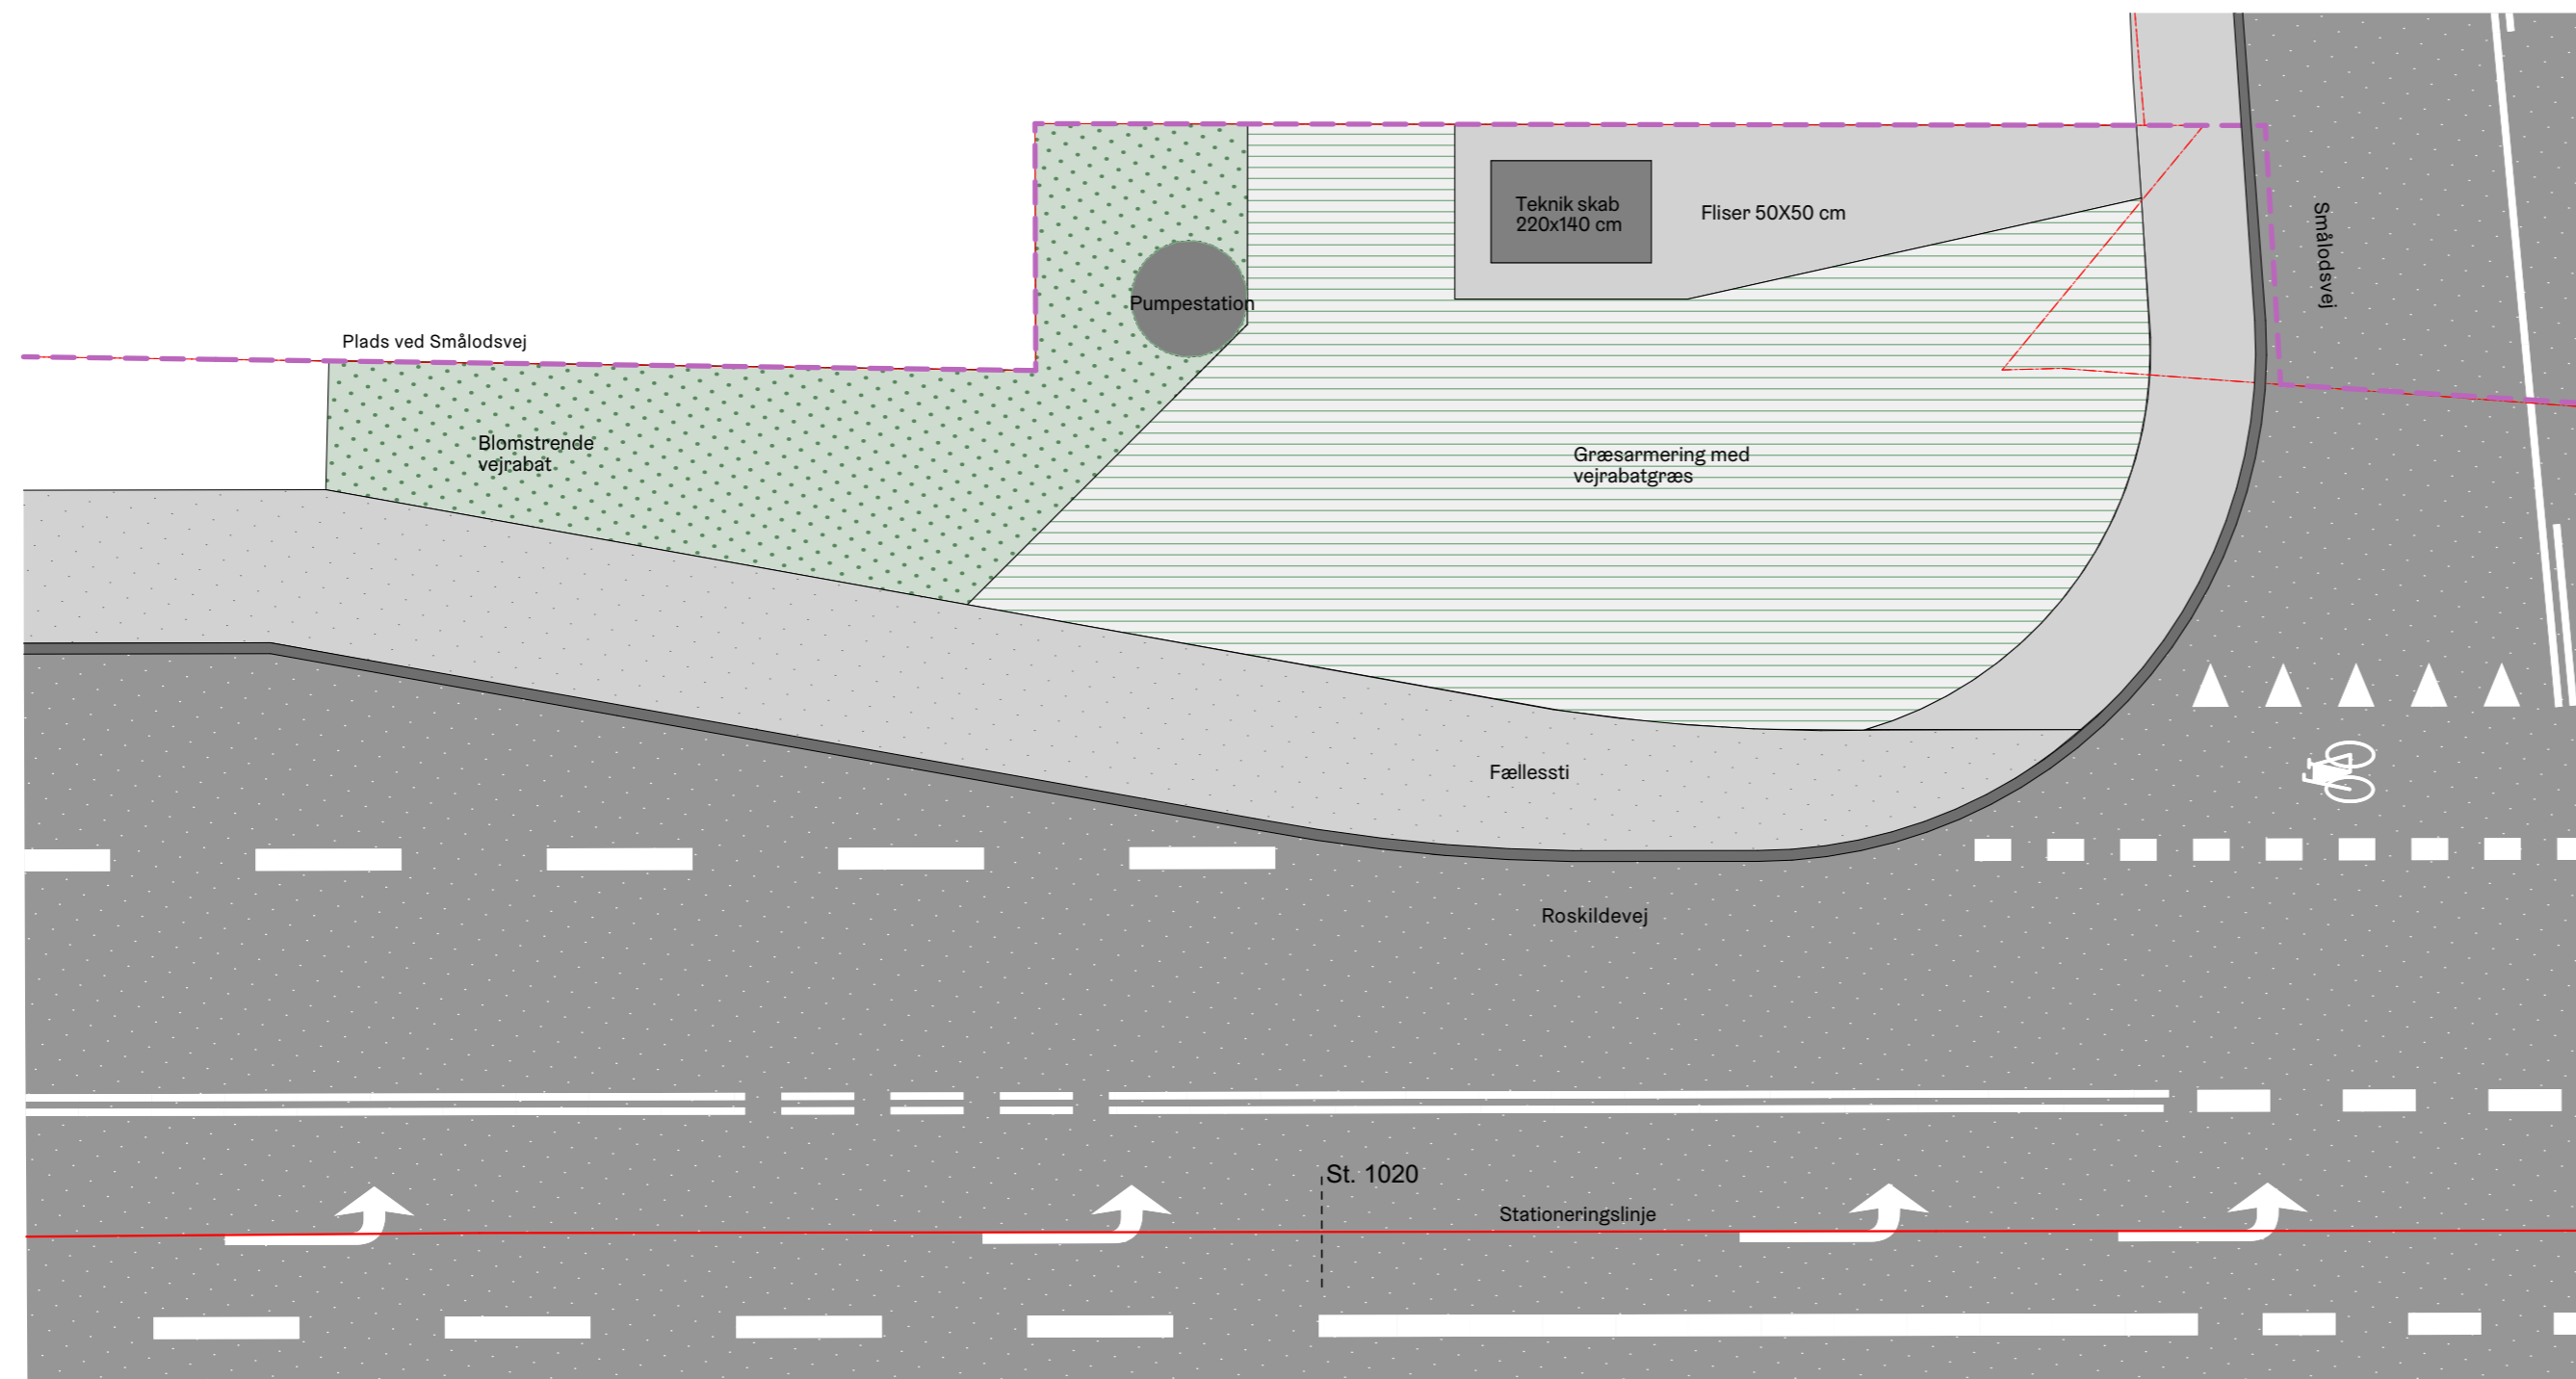 Teknik skab
220x140 cm
Fliser 50X50 cm
Smålodsvej
Pumpestation
Plads ved Smålodsvej
Blomstrende
vejrabat
Græsarmering med
vejrabatgræs
Fællessti
Roskildevej
St. 1020
Stationeringslinje